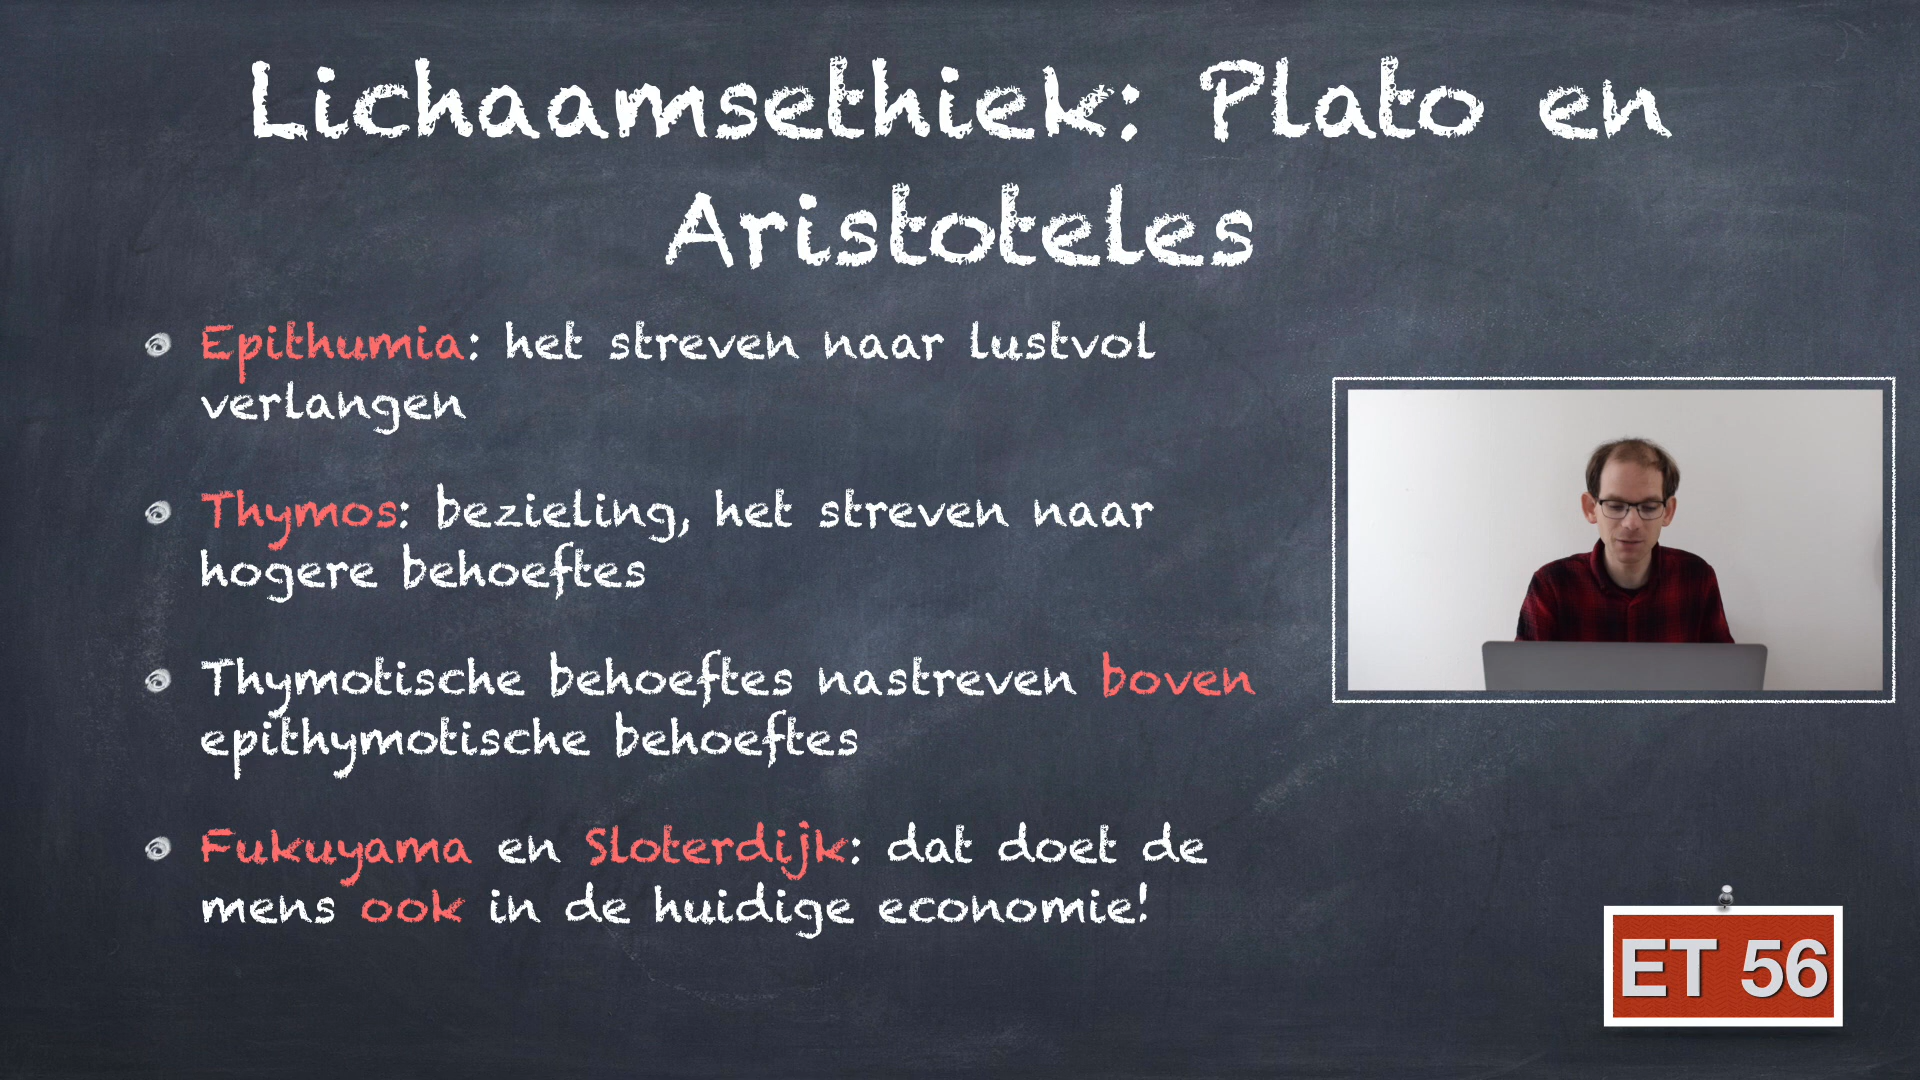 Lichaamsethiek: Plato en
Aristoteles
Epithumia: het streven naar lustvol
verlangen
Thymos: bezieling, het streven naar
hogere behoeftes
Thymotische behoeftes nastreven boven
epithymotische behoeftes
Fukuyama en Sloterdijk: dat doet de
mens ook in de huidige economie!
ET 56